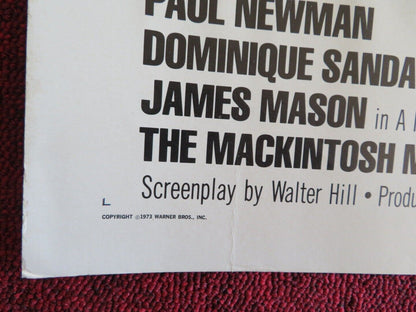 PAUL NEWMAN
DOMINIQUE SANDA
JAMES MASON in A
THE MACKINTOSH
Screenplay by Walter Hill • Produ
COPYRIGHT ©1973 WARNER BROS., INC.